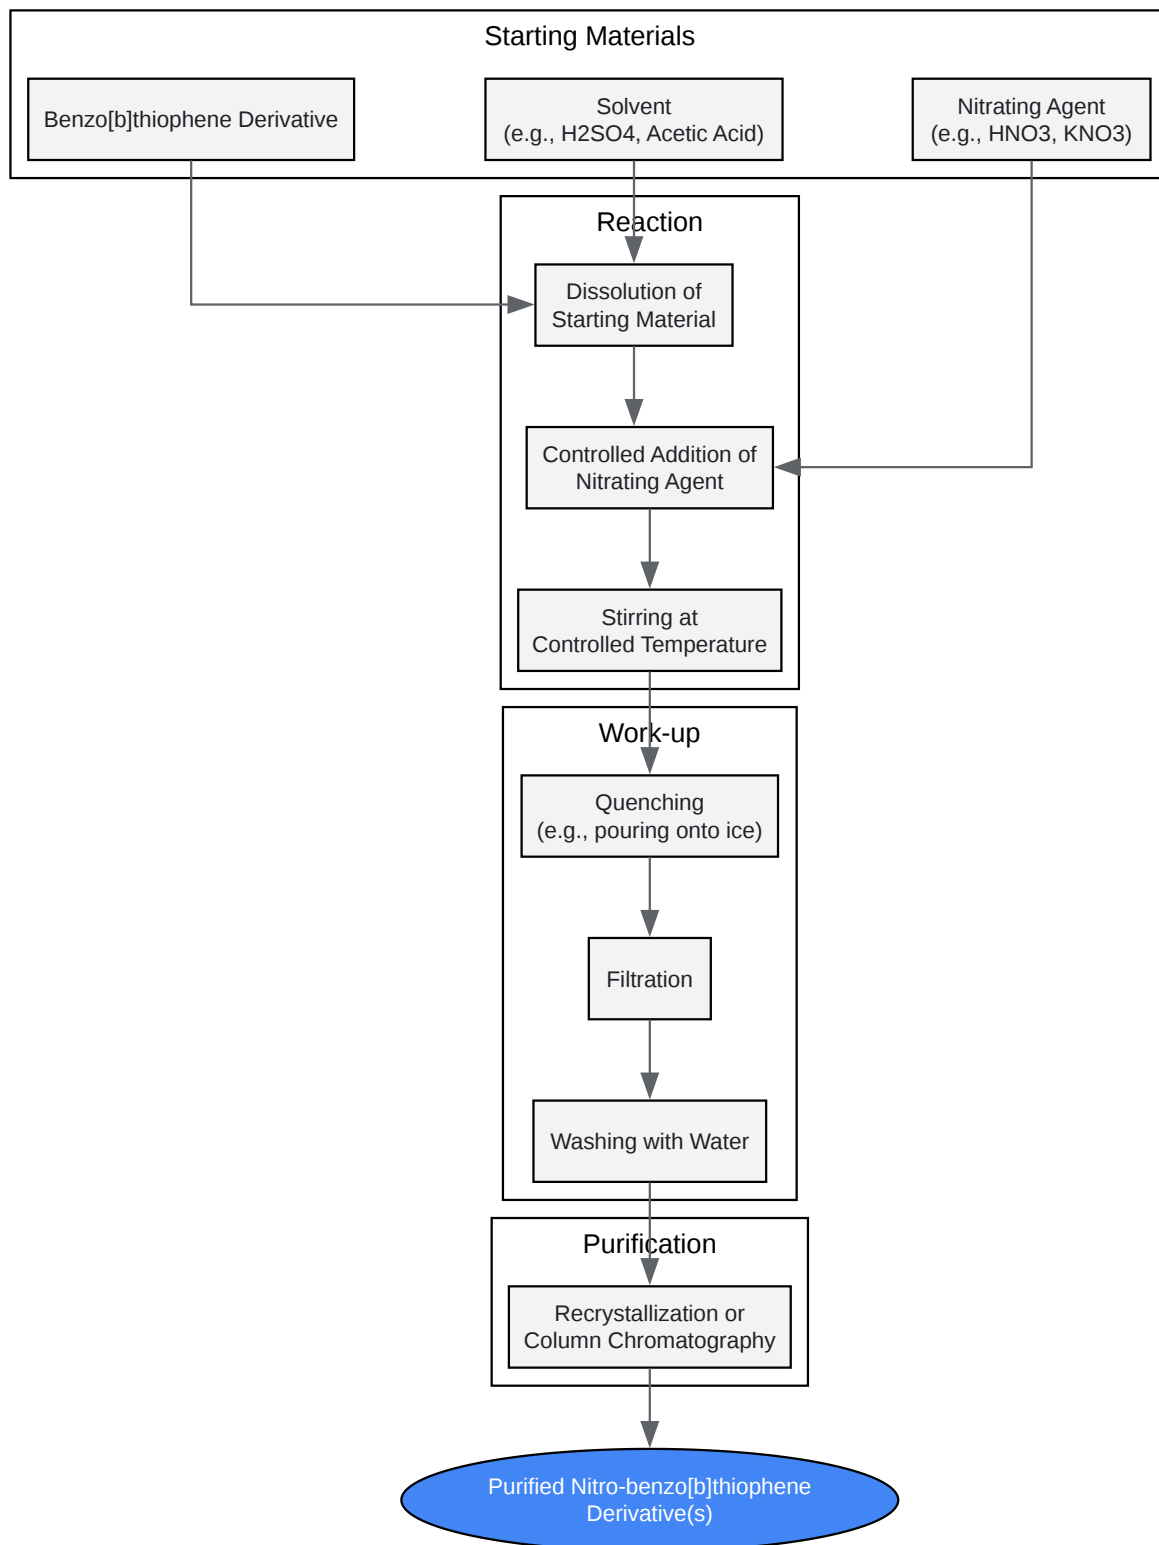 Starting Materials
Benzo[b]thiophene Derivative
Solvent
(e.g., H2SO4, Acetic Acid)
Nitrating Agent
(e.g., HNO3, KNO3)
Reaction
Dissolution of
Starting Material
Controlled Addition of
Nitrating Agent
Stirring at
Controlled Temperature
Work-up
Quenching
(e.g., pouring onto ice)
Filtration
Washing with Water
Purification
Recrystallization or
Column Chromatography
Purified Nitro-benzo[b]thiophene
Derivative(s)